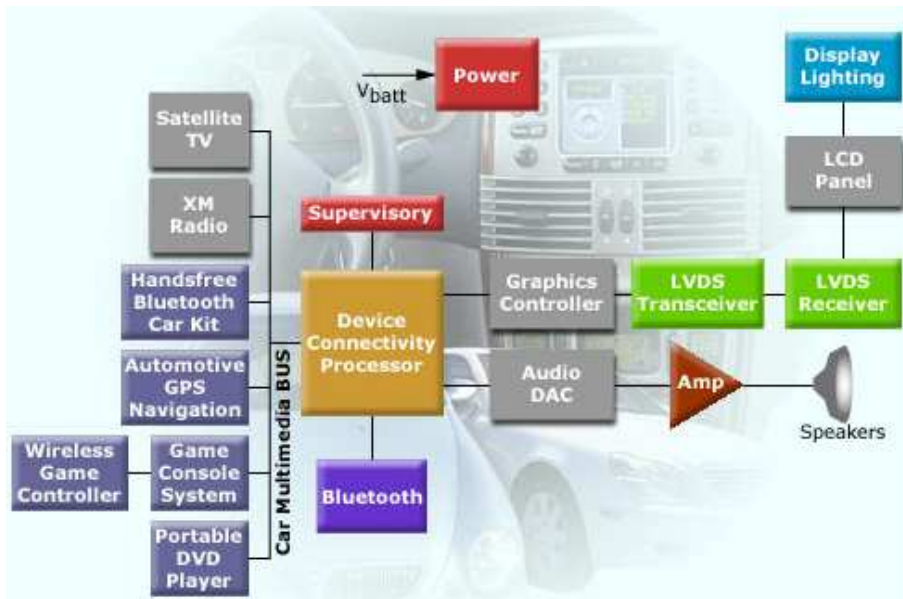 Power
V batt
Display
Lighting
Satellite
TV
LCD
Panel
XM
Radio
Supervisory
Handsfree
Bluetooth
Car Kit
Device
Connectivity
Processor
Graphics
Controller
LVDS
Transceiver
LVDS
Receiver
Automotive
GPS
Navigation
Car Multimedia BUS
Audio
DAC
Amp
Speakers
Wireless
Game
Controller
Game
Console
System
Bluetooth
Portable
DVD
Player